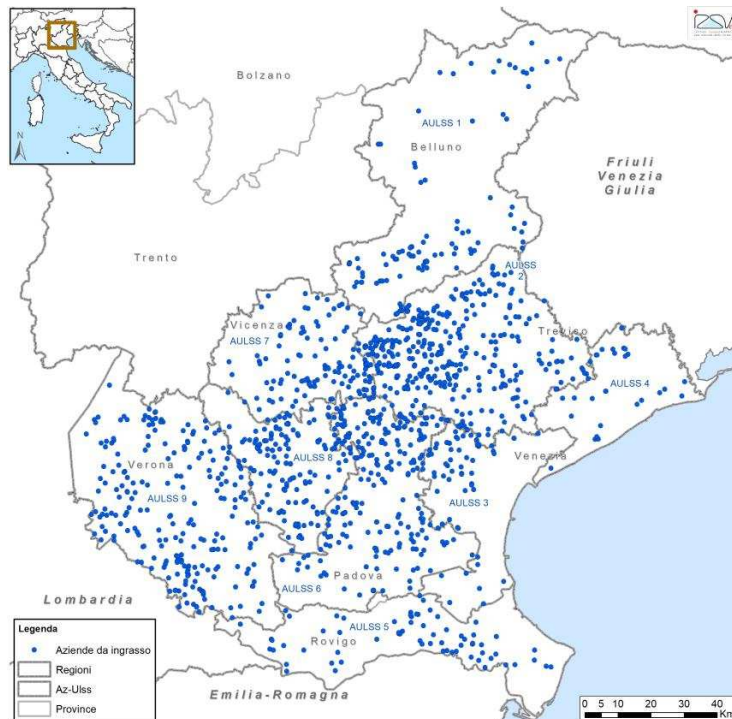 N
Bolzano
AULSS 1
Belluno
Friuli
Venezia
Giulia
Trento
AULSS
2
Vicenza
AULSS 7
Treviso
AULSS 4
Verona
AULSS 8
Venezia
AULSS 9
AULSS 3
Padova
AULSS 6
Lombardia
AULSS 5
Rovigo
Emilia-Romagna
Legenda
Aziende da ingrasso
Regioni
Az-Ulss
Province
0 5 10 20 30 40
Km